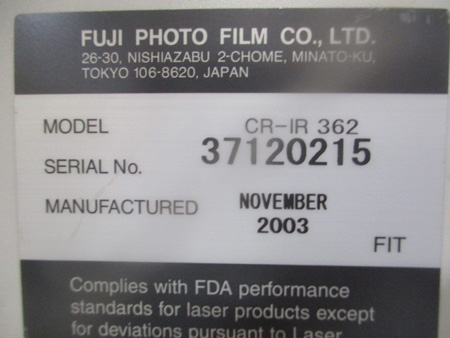 FUJI PHOTO FILM CO., LTD.
26-30, NISHIAZABU 2-CHOME, MINATO-KU,
TOKYO 106-8620, JAPAN
MODEL CR-IR 362
SERIAL No. 37120215
MANUFACTURED NOVEMBER
2003
FIT
Complies with FDA performance
standards for laser products except
for deviations pursuant to Laser